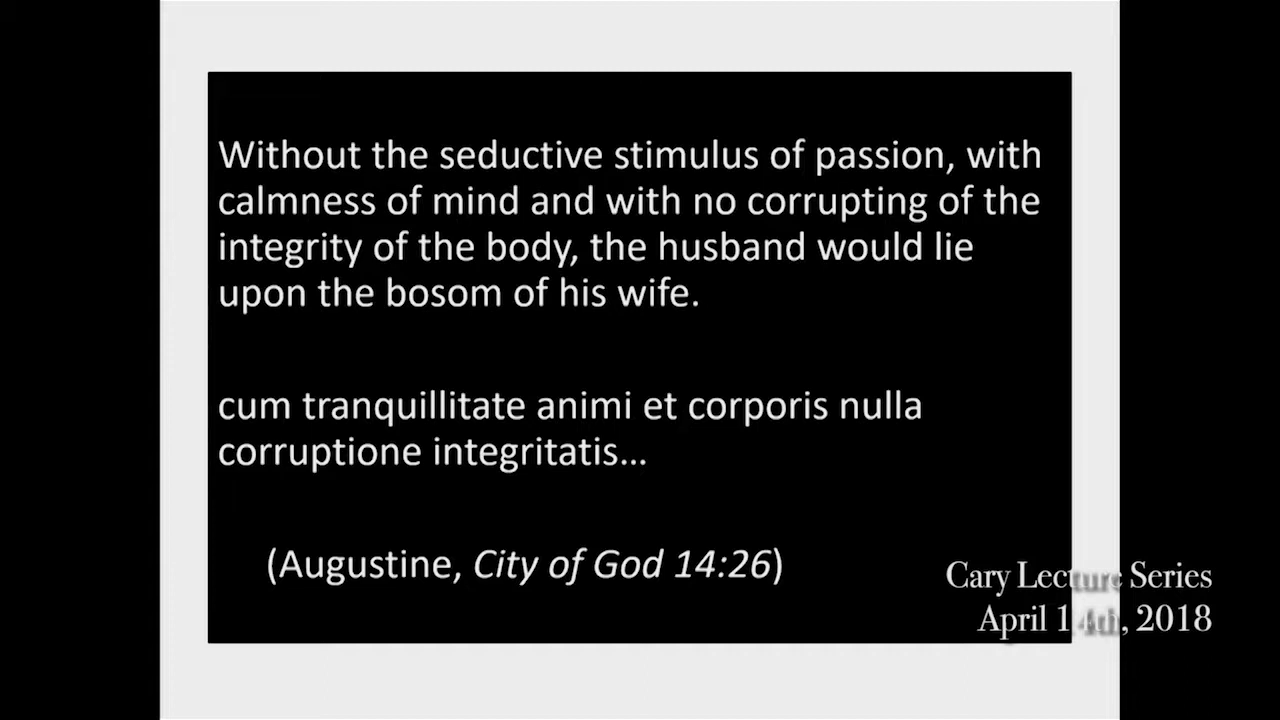 Without the seductive stimulus of passion, with
calmness of mind and with no corrupting of the
integrity of the body, the husband would lie
upon the bosom of his wife.
cum tranquillitate animi et corporis nulla
corruptione integritatis…
(Augustine, City of God 14:26)
Cary Lecture Series
April 14th, 2018